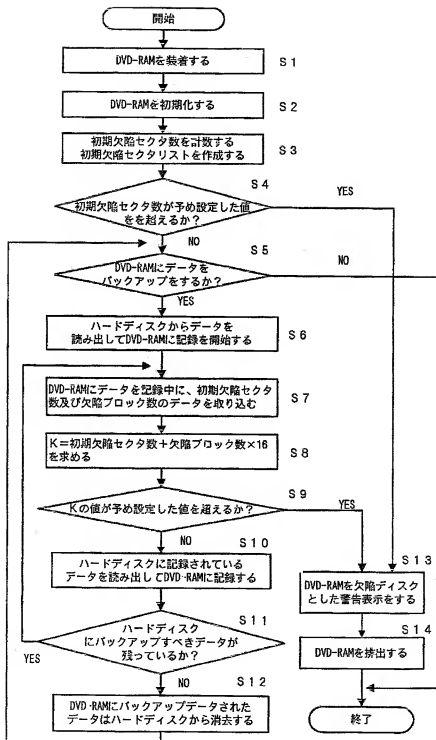 開始
DVD-RAMを装着する
S1
DVD-RAMを初期化する
S2
初期欠陥セクタ数を計数する
初期欠陥セクタリストを作成する
S3
S4
YES
初期欠陥セクタ数が予め設定した値
をを超えるか?
NO
S5
NO
DVD-RAMにデータを
バックアップをするか?
YES
ハードディスクからデータを
読み出してDVD-RAMに記録を開始する
S6
DVD-RAMにデータを記録中に、初期欠陥セクタ
数及び欠陥ブロック数のデータを取り込む
S7
K=初期欠陥セクタ数+欠陥ブロック数×16
を求める
S8
S9
Kの値が予め設定した値を超えるか?
YES
NO
S10
ハードディスクに記録されている
データを読み出してDVD-RAMに記録する
S13
DVD-RAMを欠陥ディスク
とした警告表示をする
S11
ハードディスク
にバックアップすべきデータが
残っているか?
YES
S14
DVD-RAMを排出する
NO
S12
DVD-RAMにバックアップデータされた
データはハードディスクから消去する
終了